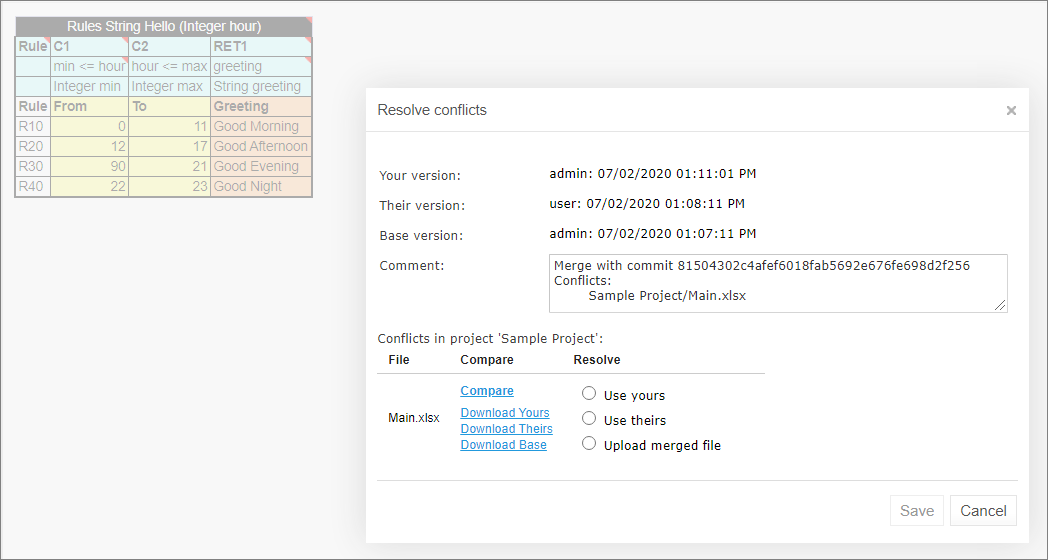 Rules String Hello (Integer hour)
Rule C1 C2 RET1
min <= hour hour <= max greeting
Integer min Integer max String greeting
Rule From To Greeting
R10 0 11 Good Morning
R20 12 17 Good Afternoon
R30 90 21 Good Evening
R40 22 23 Good Night
Resolve conflicts ×
Your version: admin: 07/02/2020 01:11:01 PM
Their version: user: 07/02/2020 01:08:11 PM
Base version: admin: 07/02/2020 01:07:11 PM
Comment: Merge with commit 81504302c4afef6018fab5692e676fe698d2f256
Conflicts:
Sample Project/Main.xlsx
Conflicts in project 'Sample Project':
File Compare Resolve
Main.xlsx
Compare
Download Yours
Download Theirs
Download Base
Use yours
Use theirs
Upload merged file
Save Cancel